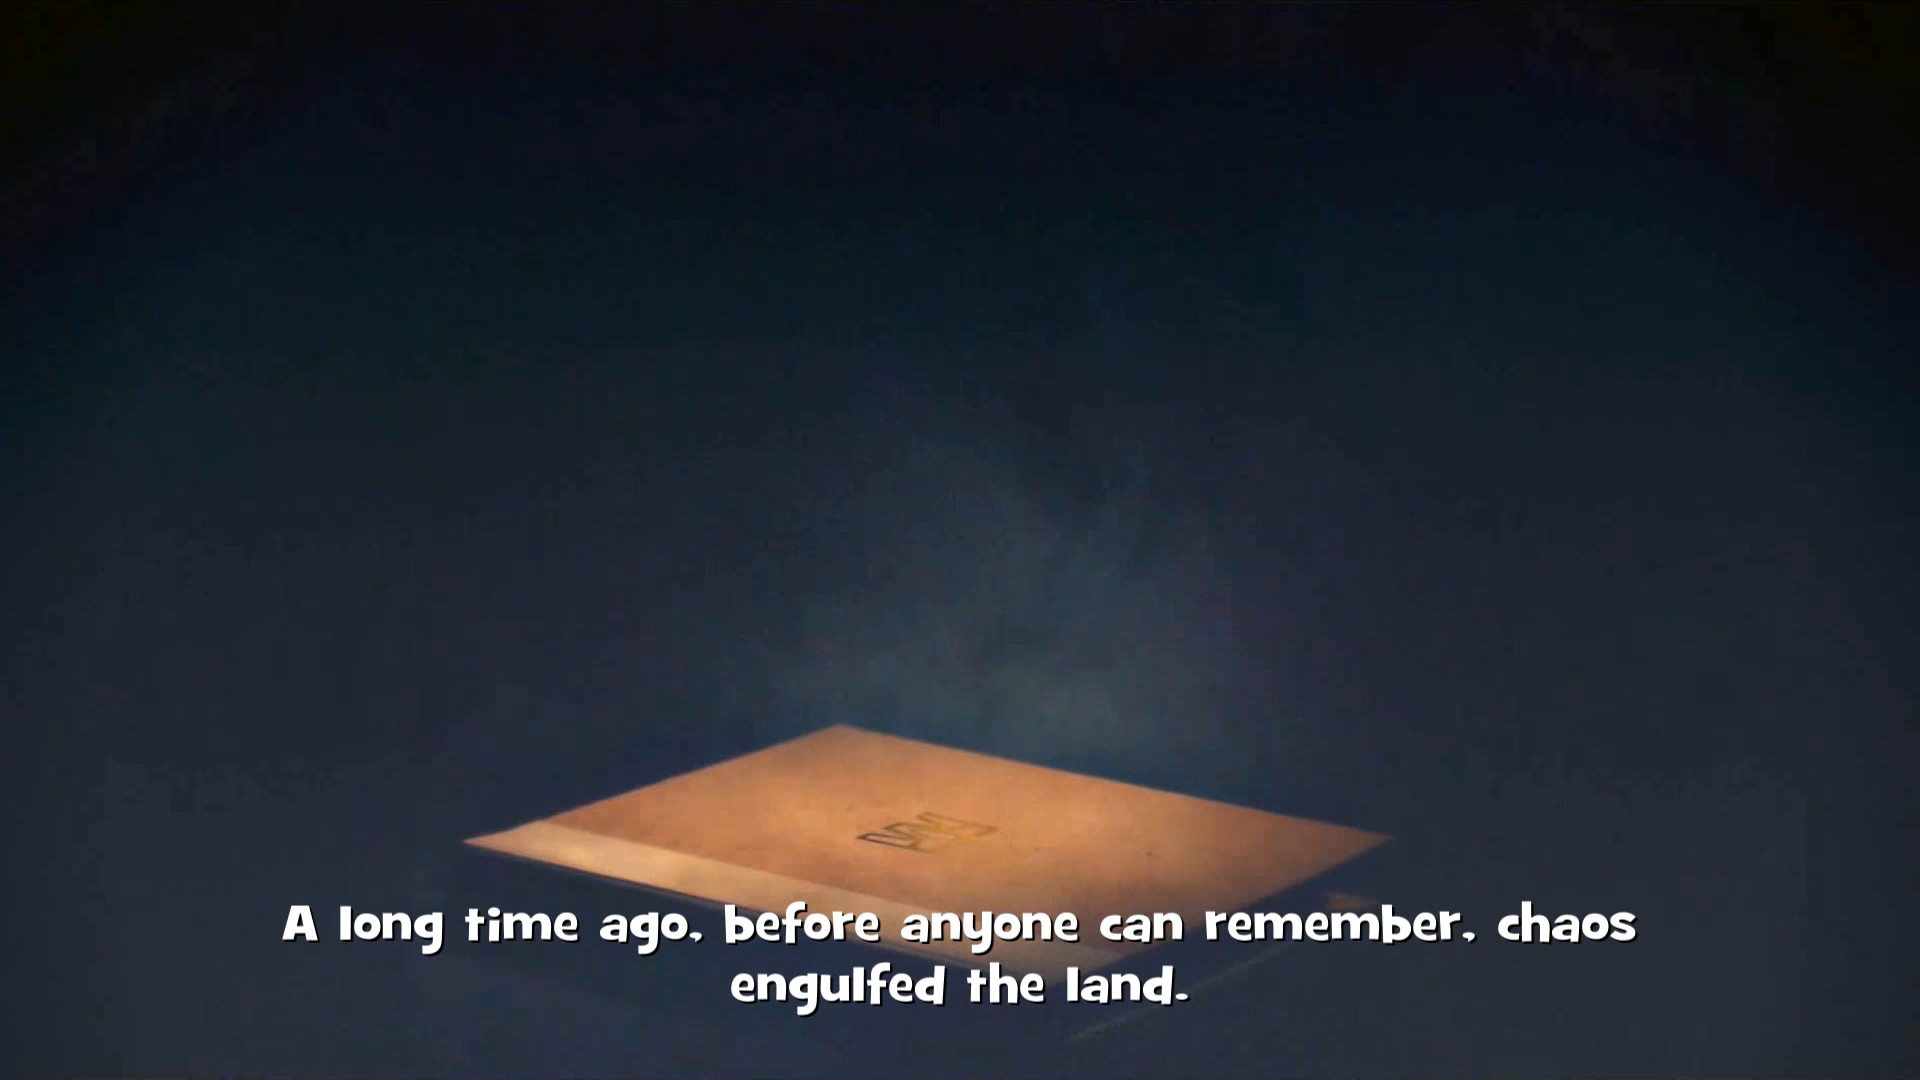 A long time ago, before anyone can remember, chaos
engulfed the land.